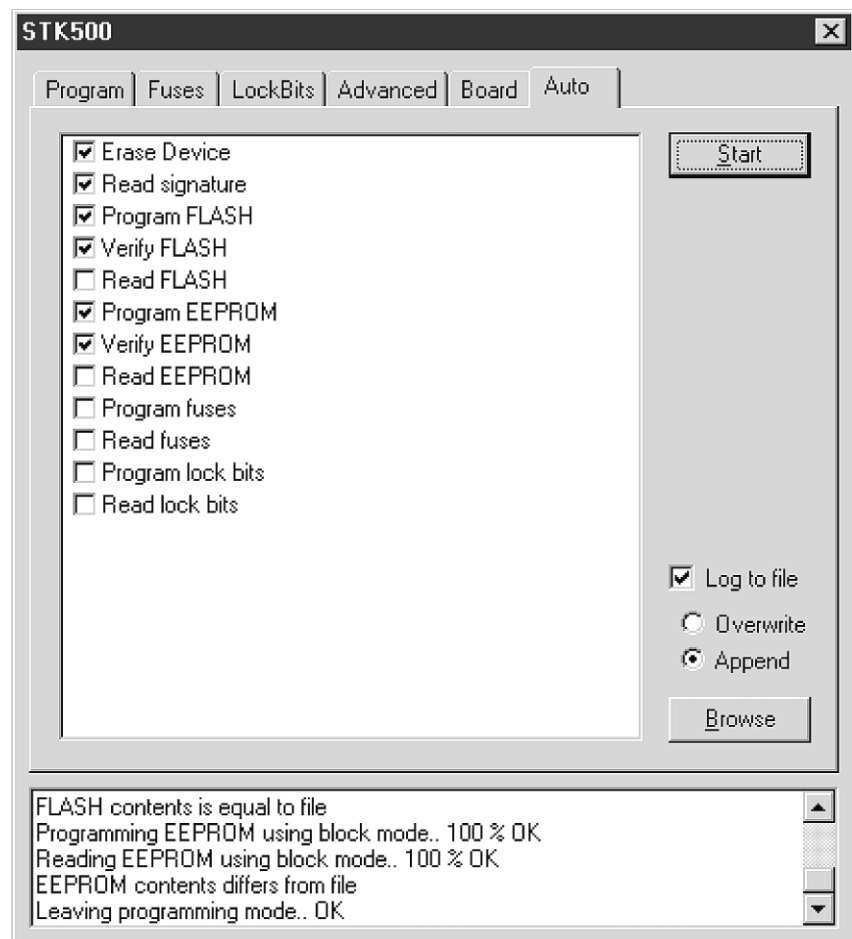 STK500
Program Fuses LockBits Advanced Board Auto
Erase Device
Read signature
Program FLASH
Verify FLASH
Read FLASH
Program EEPROM
Verify EEPROM
Read EEPROM
Program fuses
Read fuses
Program lock bits
Read lock bits
Start
Log to file
Overwrite
Append
Browse
FLASH contents is equal to file
Programming EEPROM using block mode.. 100 % OK
Reading EEPROM using block mode.. 100 % OK
EEPROM contents differs from file
Leaving programming mode.. OK